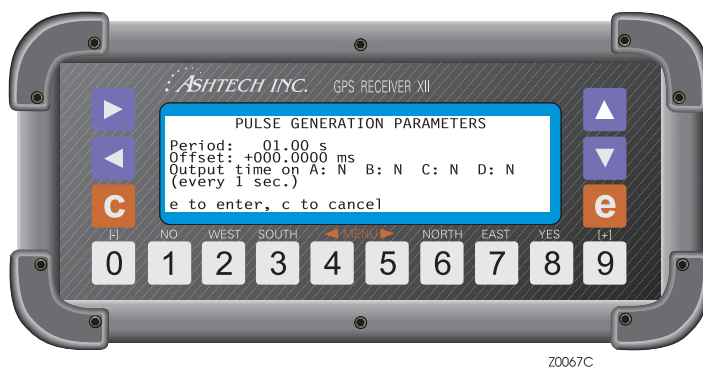 ASHTECH INC. GPS RECEIVER XII
PULSE GENERATION PARAMETERS
Period: 01.00 s
Offset: +000.0000 ms
Output time on A: N B: N C: N D: N
(every 1 sec.)
e to enter, c to cancel
c e
[-] NO WEST SOUTH MENU NORTH EAST YES [+]
0 1 2 3 4 5 6 7 8 9
Z0067C